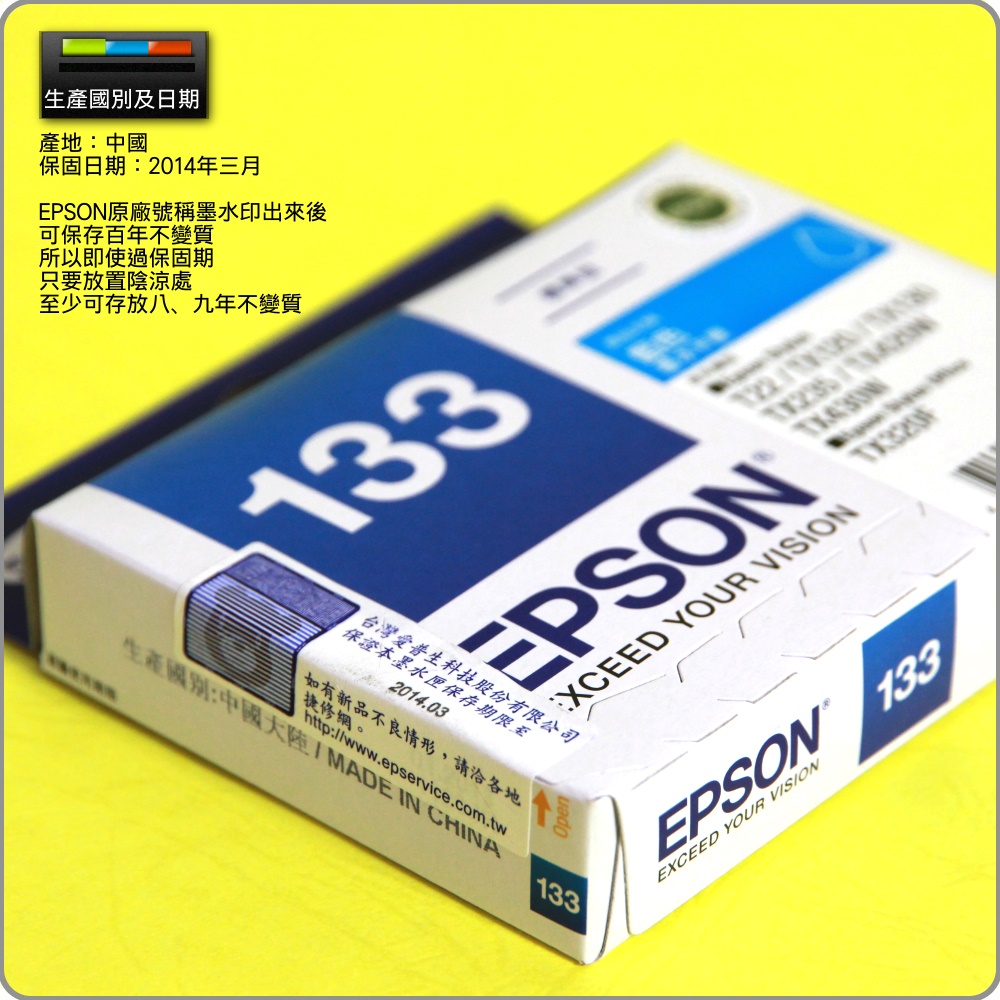 生產國別及日期
產地：中國
保固日期：2014年三月
EPSON原廠號稱墨水印出來後
可保存百年不變質
所以即使過保固期
只要放置陰涼處
至少可存放八、九年不變質
133
T22 / TX120 / TX130
TX235 / TX420W
TX430W
TX320F
EPSON®
EXCEED YOUR VISION
台灣愛普生科技股份有限公司
保證本墨水匣保存期限至
2014.03
如有新品不良情形，請洽各地
捷修網。
http://www.epservice.com.tw
生產國別:中國大陸 / MADE IN CHINA
Open
133
EPSON®
EXCEED YOUR VISION
133